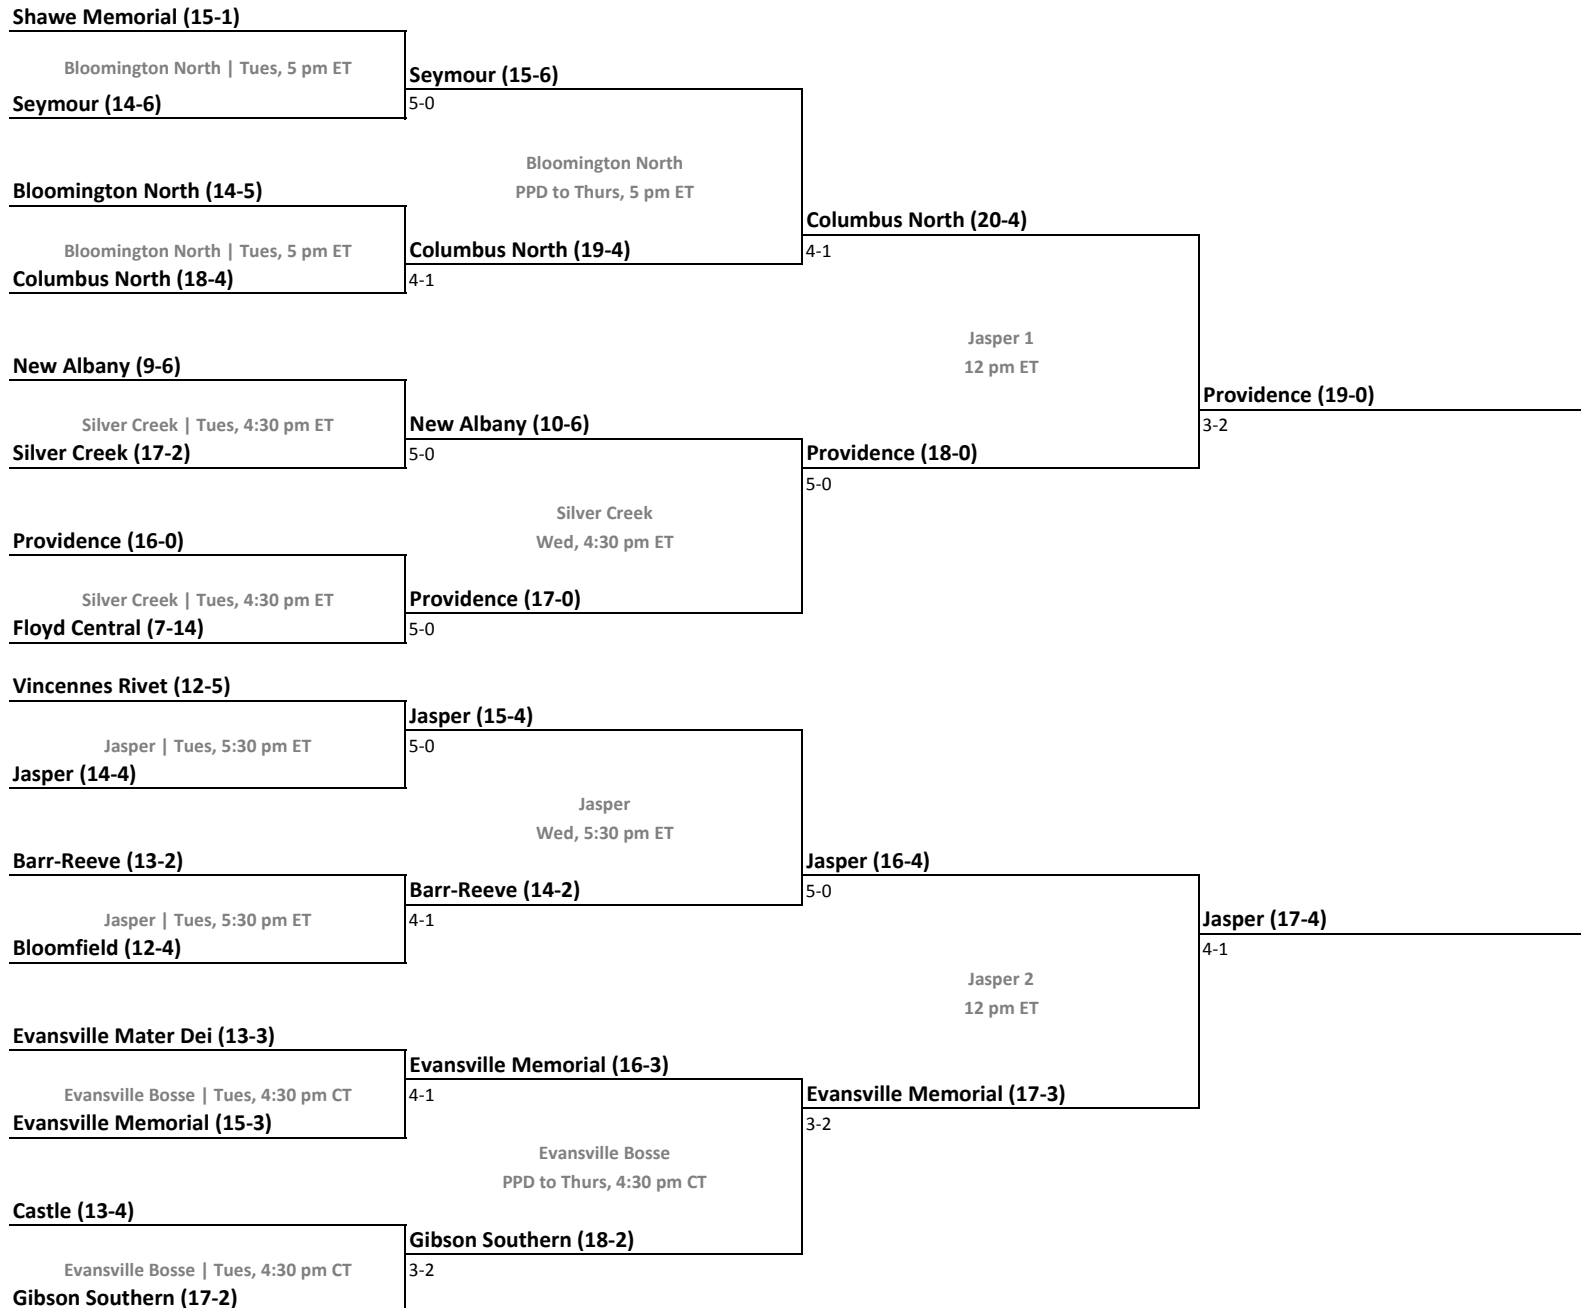 Shawe Memorial (15-1)
Bloomington North | Tues, 5 pm ET
Seymour (15-6)
Seymour (14-6)
5-0
Bloomington North
PPD to Thurs, 5 pm ET
Bloomington North (14-5)
Columbus North (20-4)
Bloomington North | Tues, 5 pm ET
Columbus North (19-4)
4-1
Columbus North (18-4)
4-1
Jasper 1
12 pm ET
New Albany (9-6)
Providence (19-0)
Silver Creek | Tues, 4:30 pm ET
New Albany (10-6)
3-2
Silver Creek (17-2)
5-0
Providence (18-0)
5-0
Silver Creek
Wed, 4:30 pm ET
Providence (16-0)
Silver Creek | Tues, 4:30 pm ET
Providence (17-0)
Floyd Central (7-14)
5-0
Vincennes Rivet (12-5)
Jasper (15-4)
Jasper | Tues, 5:30 pm ET
5-0
Jasper (14-4)
Jasper
Wed, 5:30 pm ET
Barr-Reeve (13-2)
Jasper (16-4)
Barr-Reeve (14-2)
5-0
Jasper | Tues, 5:30 pm ET
4-1
Jasper (17-4)
Bloomfield (12-4)
4-1
Jasper 2
12 pm ET
Evansville Mater Dei (13-3)
Evansville Memorial (16-3)
Evansville Bosse | Tues, 4:30 pm CT
4-1
Evansville Memorial (17-3)
Evansville Memorial (15-3)
3-2
Evansville Bosse
PPD to Thurs, 4:30 pm CT
Castle (13-4)
Gibson Southern (18-2)
Evansville Bosse | Tues, 4:30 pm CT
3-2
Gibson Southern (17-2)